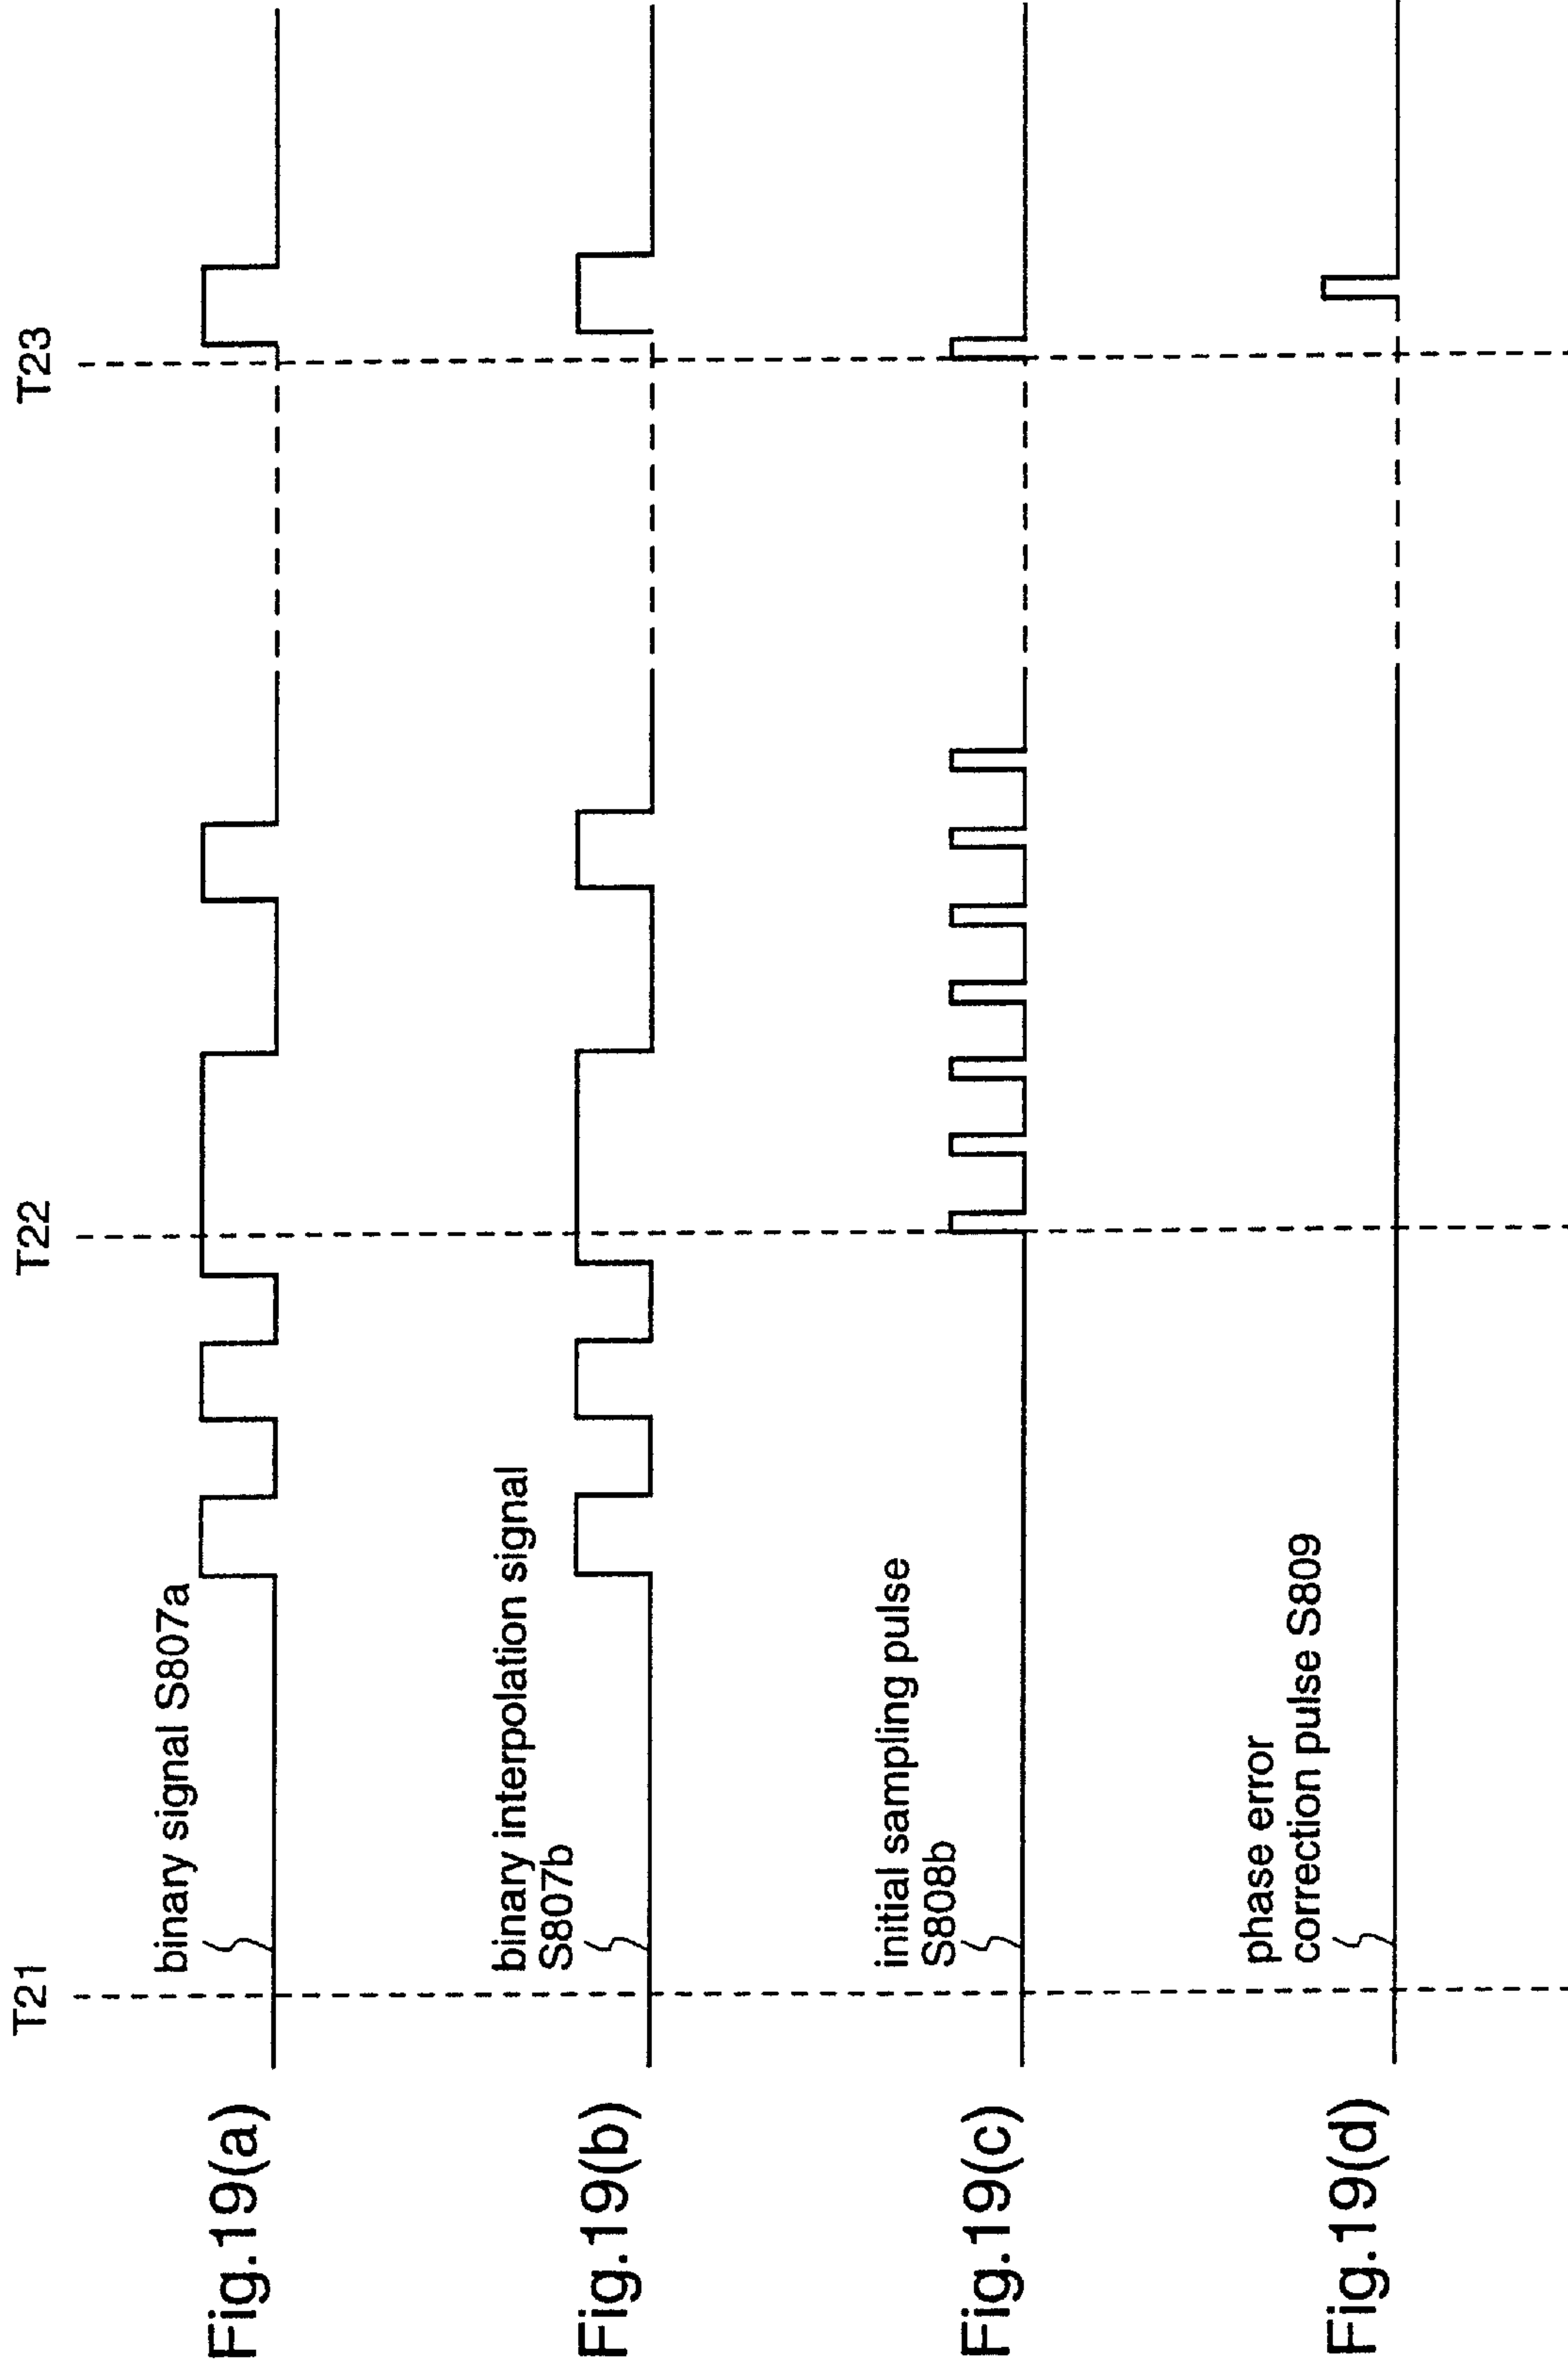 T21
T22
T23
Fig.19(a)
binary signal S807a
Fig.19(b)
binary interpolation signal
S807b
Fig.19(c)
initial sampling pulse
S808b
Fig.19(d)
phase error
correction pulse S809